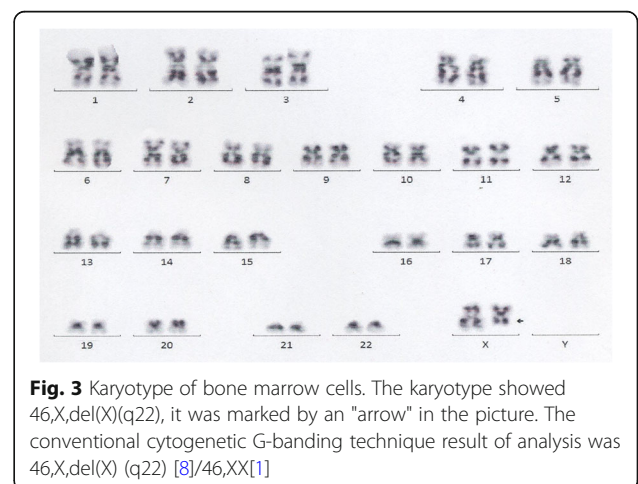 1 2 3 4 5
6 7 8 9 10 11 12
13 14 15 16 17 18
19 20 21 22 X Y
Fig. 3 Karyotype of bone marrow cells. The karyotype showed
46,X,del(X)(q22), it was marked by an "arrow" in the picture. The
conventional cytogenetic G-banding technique result of analysis was
46,X,del(X) (q22) [8]/46,XX[1]